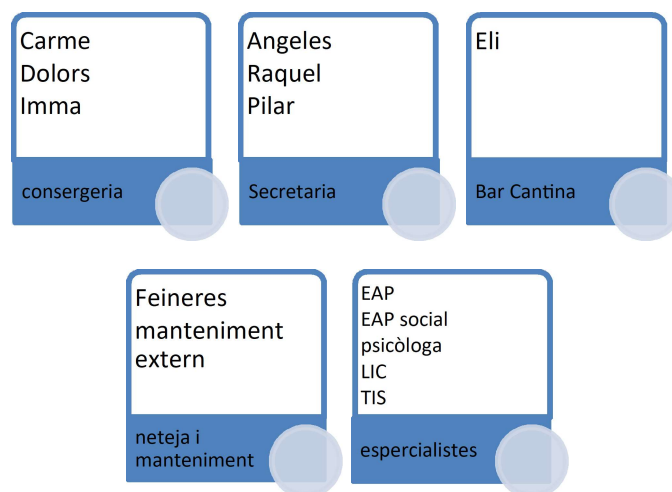 Carme
Dolors
Imma
consergeria
Angeles
Raquel
Pilar
Secretaria
Eli
Bar Cantina
Feineres
manteniment
extern
neteja i
manteniment
EAP
EAP social
psicòloga
LIC
TIS
espercialistes